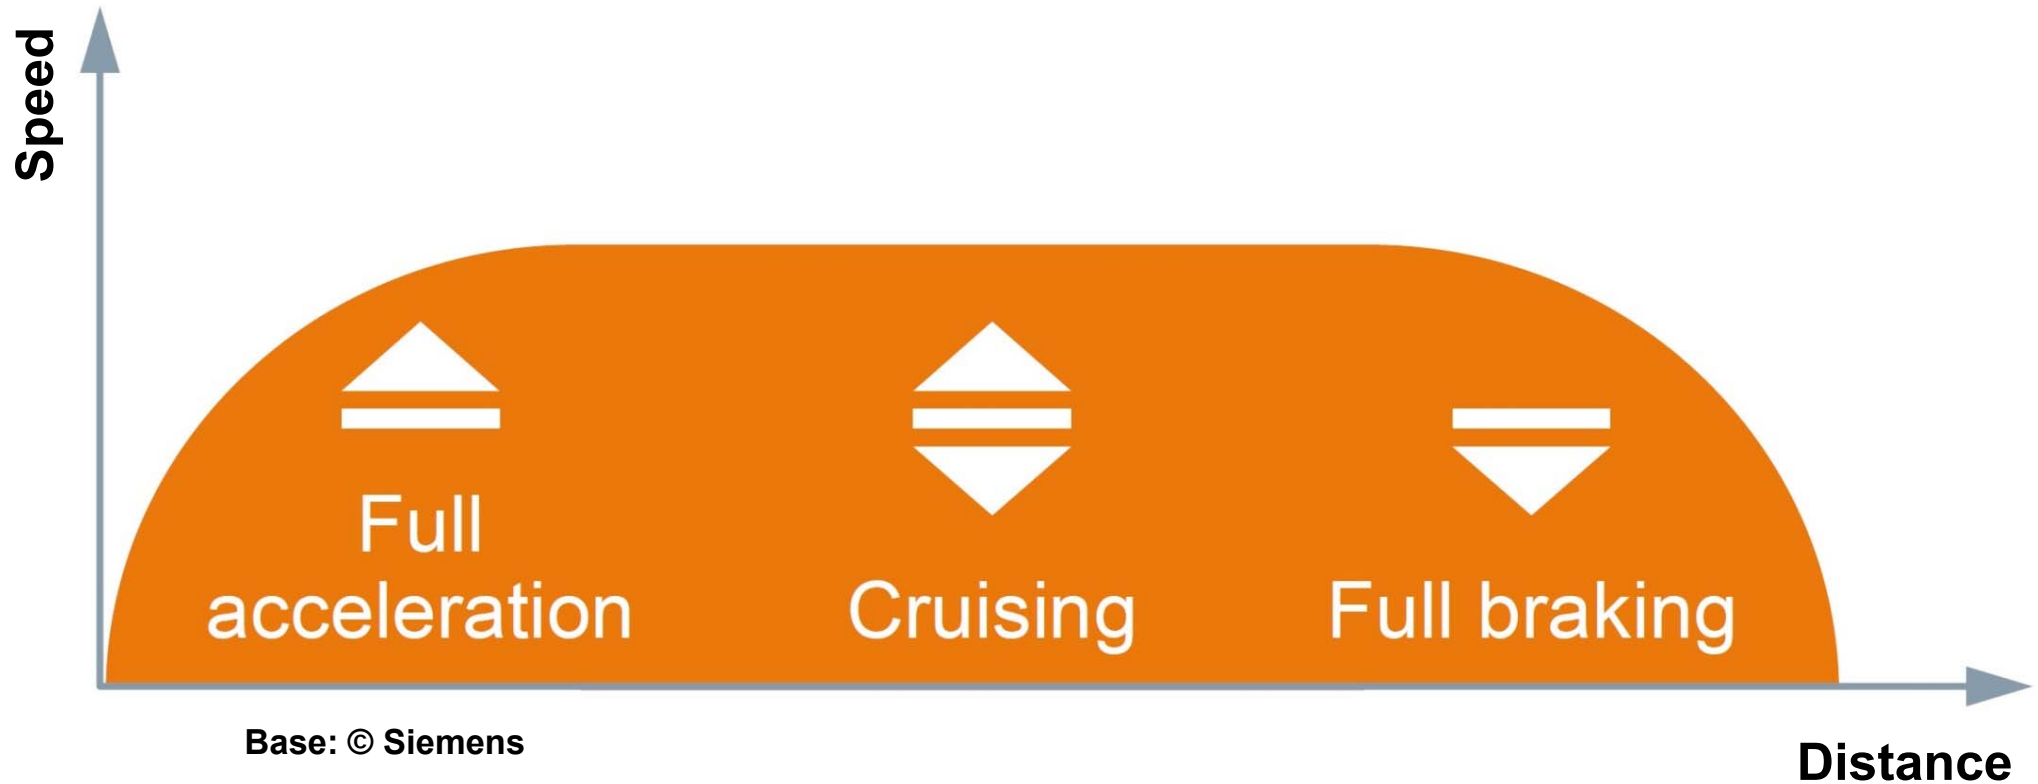 Speed
Full
acceleration
Cruising
Full braking
Base: © Siemens
Distance